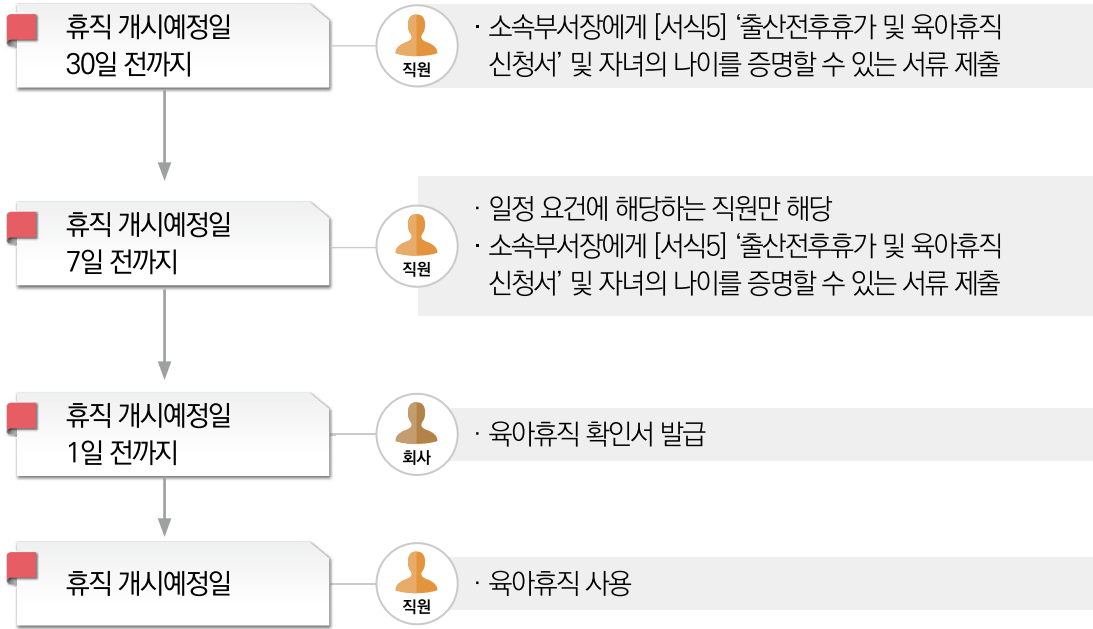 휴직 개시예정일
30일 전까지
직원
· 소속부서장에게 [서식5] ‘출산전후휴가 및 육아휴직
신청서’ 및 자녀의 나이를 증명할 수 있는 서류 제출
휴직 개시예정일
7일 전까지
직원
· 일정 요건에 해당하는 직원만 해당
· 소속부서장에게 [서식5] ‘출산전후휴가 및 육아휴직
신청서’ 및 자녀의 나이를 증명할 수 있는 서류 제출
휴직 개시예정일
1일 전까지
회사
· 육아휴직 확인서 발급
휴직 개시예정일
직원
· 육아휴직 사용